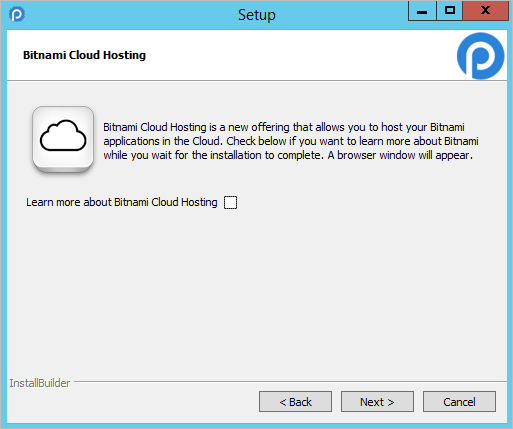 Setup
Bitnami Cloud Hosting
Bitnami Cloud Hosting is a new offering that allows you to host your Bitnami
applications in the Cloud. Check below if you want to learn more about Bitnami
while you wait for the installation to complete. A browser window will appear.
Learn more about Bitnami Cloud Hosting
InstallBuilder
< Back Next > Cancel